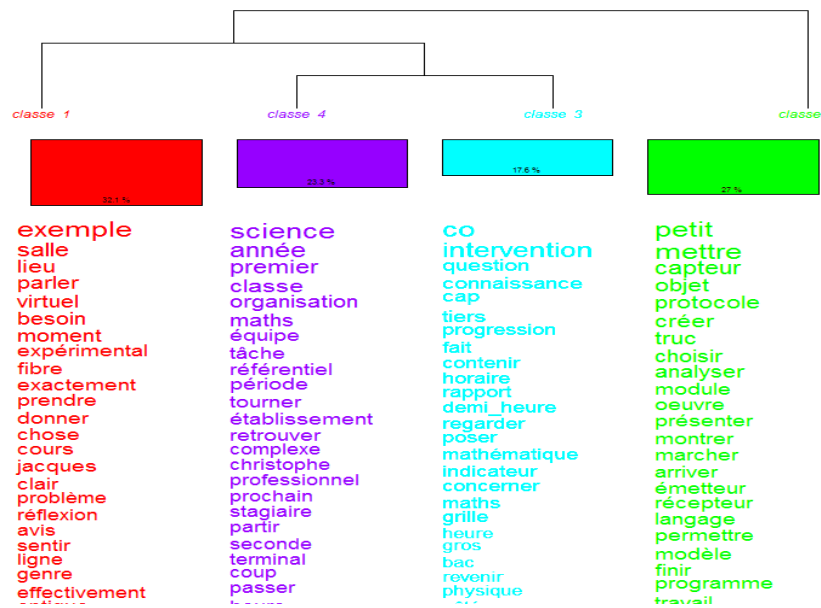 classe 1
classe 4
classe 3
classe
32.1 %
23.3 %
17.6 %
27 %
exemple
salle
lieu
parler
virtuel
besoin
moment
expérimental
fibre
exactement
prendre
donner
chose
cours
jacques
clair
problème
réflexion
avis
sentir
ligne
genre
effectivement
science
année
premier
classe
organisation
maths
équipe
tâche
référentiel
période
tourner
établissement
retrouver
complexe
christophe
professionnel
prochain
stagiaire
partir
seconde
terminal
coup
passer
co
intervention
question
connaissance
cap
tiers
progression
fait
contenir
horaire
rapport
demi_heure
regarder
poser
mathématique
indicateur
concerner
maths
grille
heure
gros
bac
revenir
physique
petit
mettre
capteur
objet
protocole
créer
truc
choisir
analyser
module
oeuvre
présenter
montrer
marcher
arriver
émetteur
récepteur
langage
permettre
modèle
finir
programme
travail